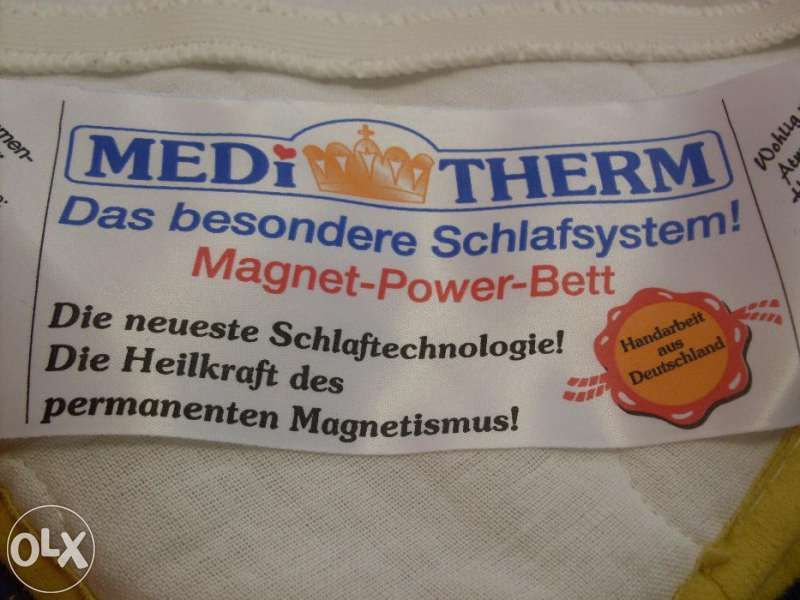 MEDi THERM
Das besondere Schlafsystem!
Magnet-Power-Bett
Die neueste Schlaftechnologie!
Die Heilkraft des
permanenten Magnetismus!
Handarbeit
aus
Deutschland
Wohlig
OLX